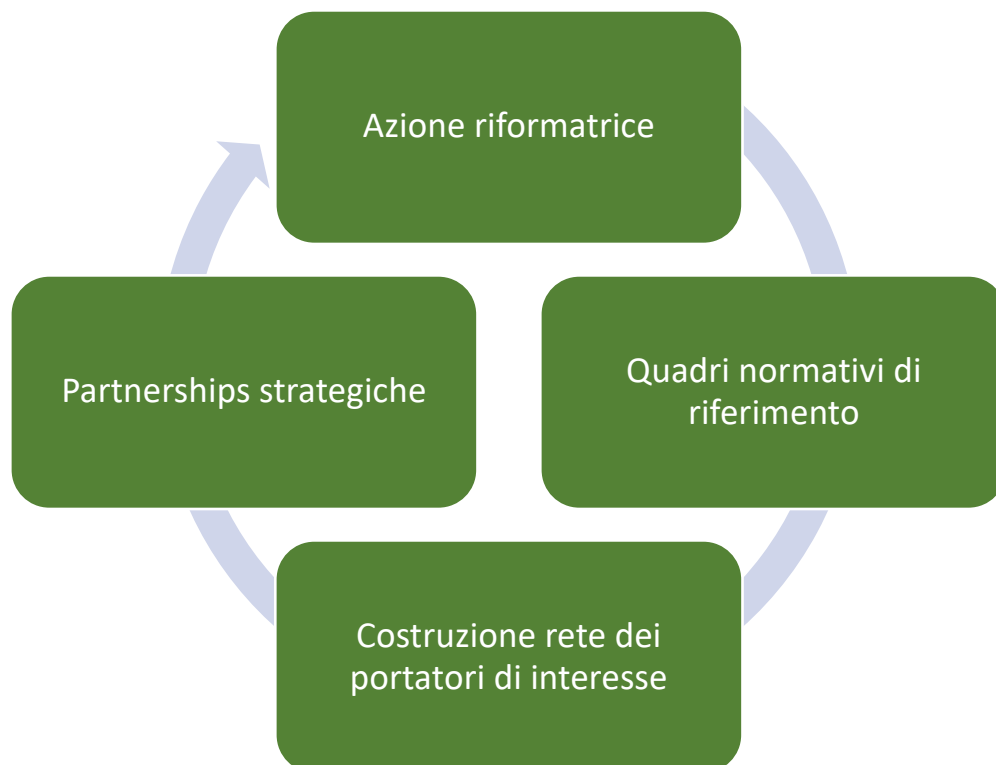 Azione riformatrice
Partnerships strategiche
Quadri normativi di
riferimento
Costruzione rete dei
portatori di interesse